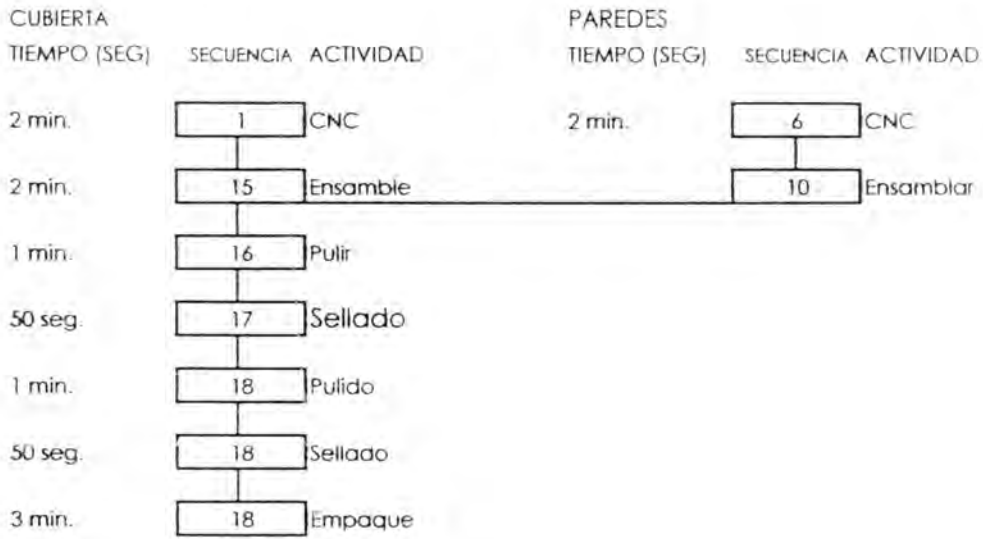 CUBIERTA PAREDES
TIEMPO (SEG) SECUENCIA ACTIVIDAD TIEMPO (SEG) SECUENCIA ACTIVIDAD
2 min. 1 CNC 2 min. 6 CNC
2 min. 15 Ensamble 10 Ensamblar
1 min. 16 Pulir
50 seg. 17 Sellado
1 min. 18 Pulido
50 seg. 18 Sellado
3 min. 18 Empaque